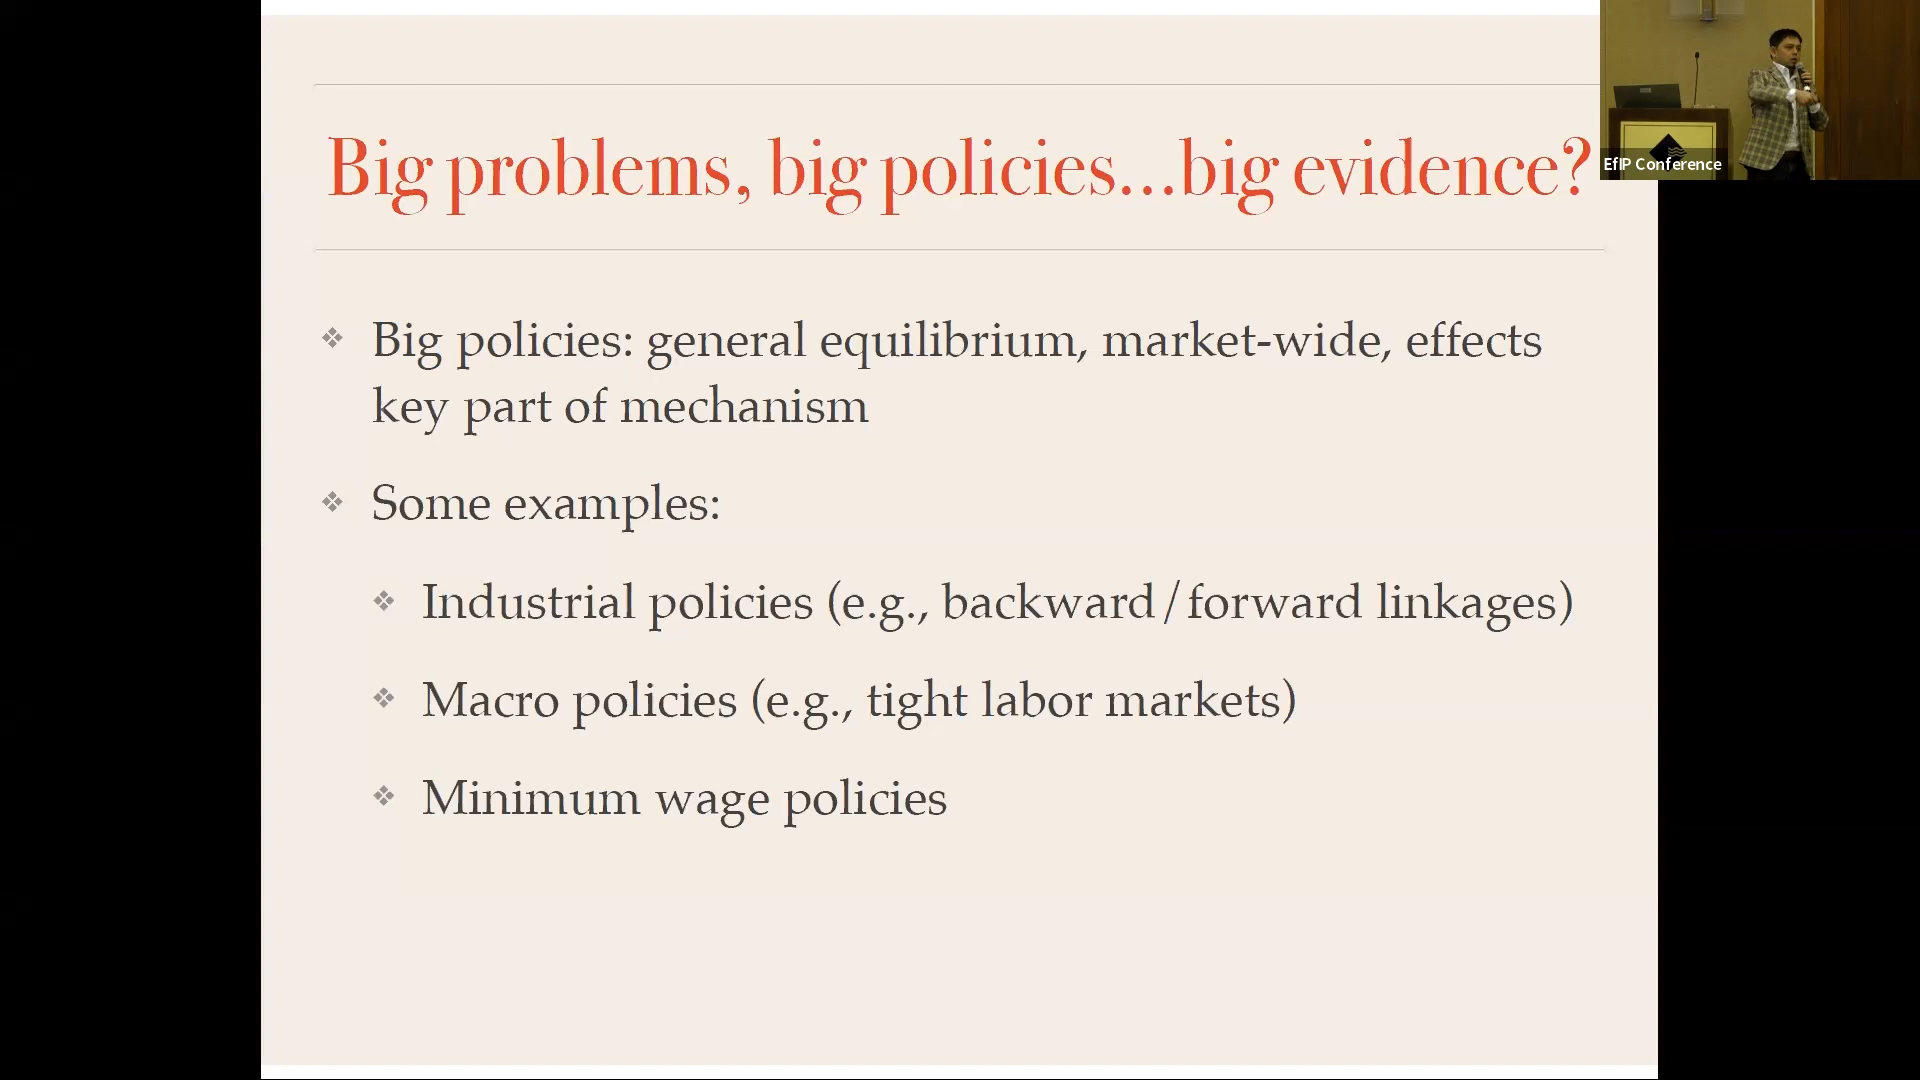 Big problems, big policies...big evidence?
EfIP Conference
❖ Big policies: general equilibrium, market-wide, effects
key part of mechanism
❖ Some examples:
❖ Industrial policies (e.g., backward/forward linkages)
❖ Macro policies (e.g., tight labor markets)
❖ Minimum wage policies